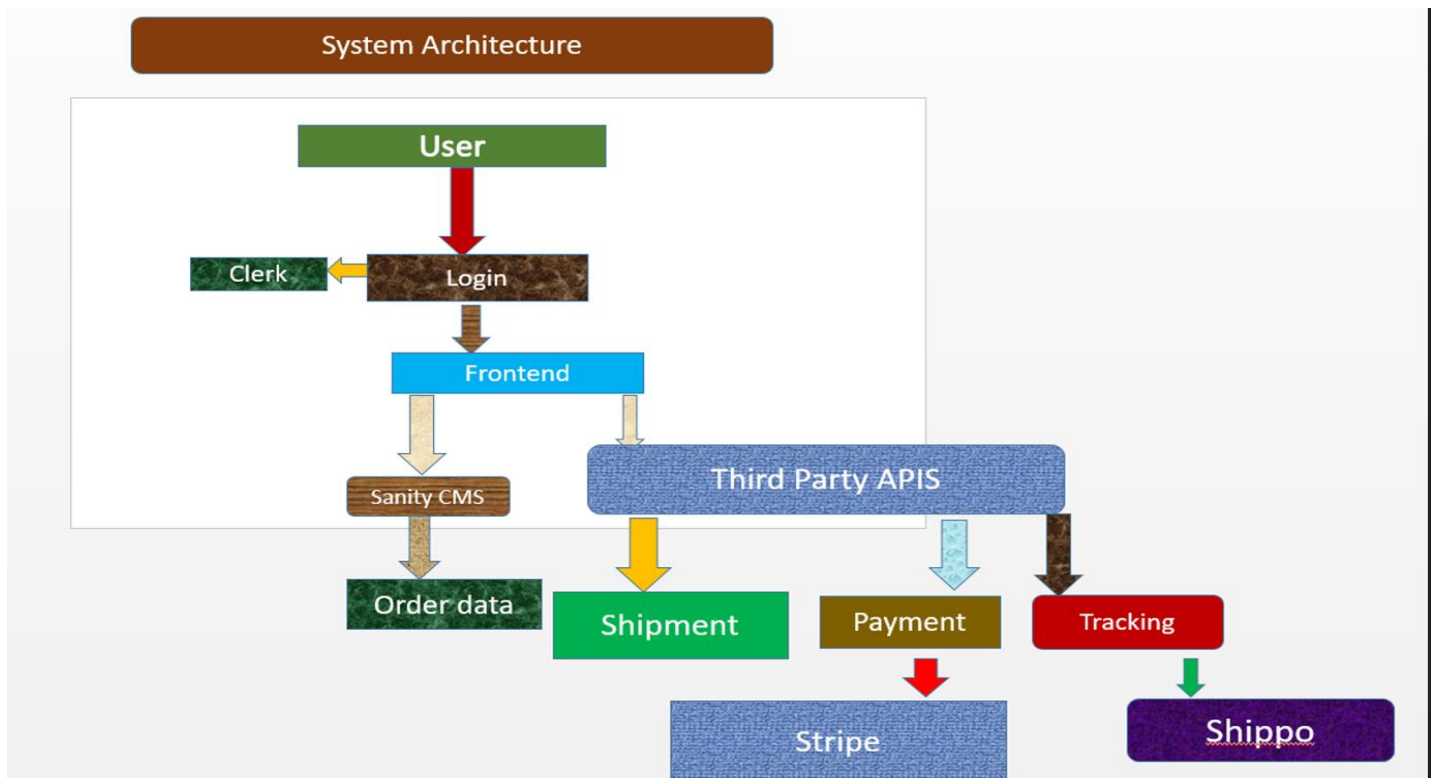 System Architecture
User
Clerk
Login
Frontend
Sanity CMS
Third Party APIS
Order data
Shipment
Payment
Tracking
Stripe
Shippo